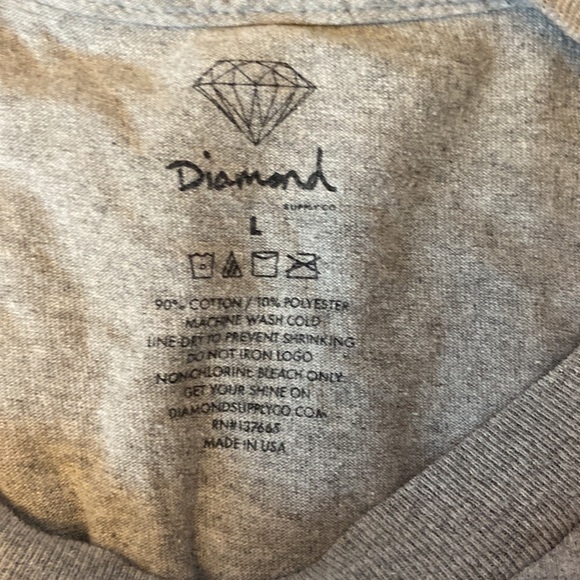 Diamond
SUPPLY CO
L
90% COTTON / 10% POLYESTER
MACHINE WASH COLD
LINE-DRY TO PREVENT SHRINKING
DO NOT IRON LOGO
NON-CHLORINE BLEACH ONLY
GET YOUR SHINE ON
DIAMONDSUPPLYCO.COM
RN#137665
MADE IN USA